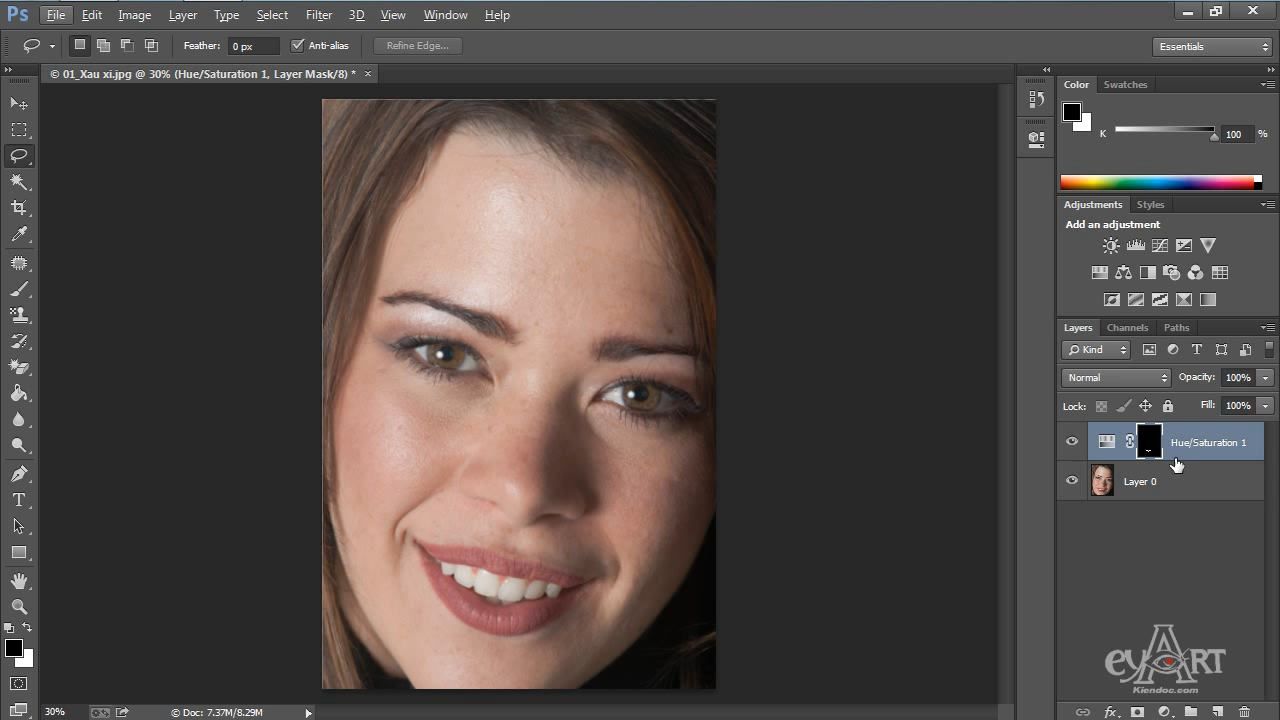 Ps File Edit Image Layer Type Select Filter 3D View Window Help
Feather: 0 px Anti-alias Refine Edge... Essentials
© 01_Xau xi.jpg @ 30% (Hue/Saturation 1, Layer Mask/8) * ×
Color Swatches
K 100 %
Adjustments Styles
Add an adjustment
Layers Channels Paths
Kind T
Normal Opacity: 100%
Lock: Fill: 100%
Hue/Saturation 1
Layer 0
T
eyART
Kiendoc.com
30% © Doc: 7.37M/8.29M fx